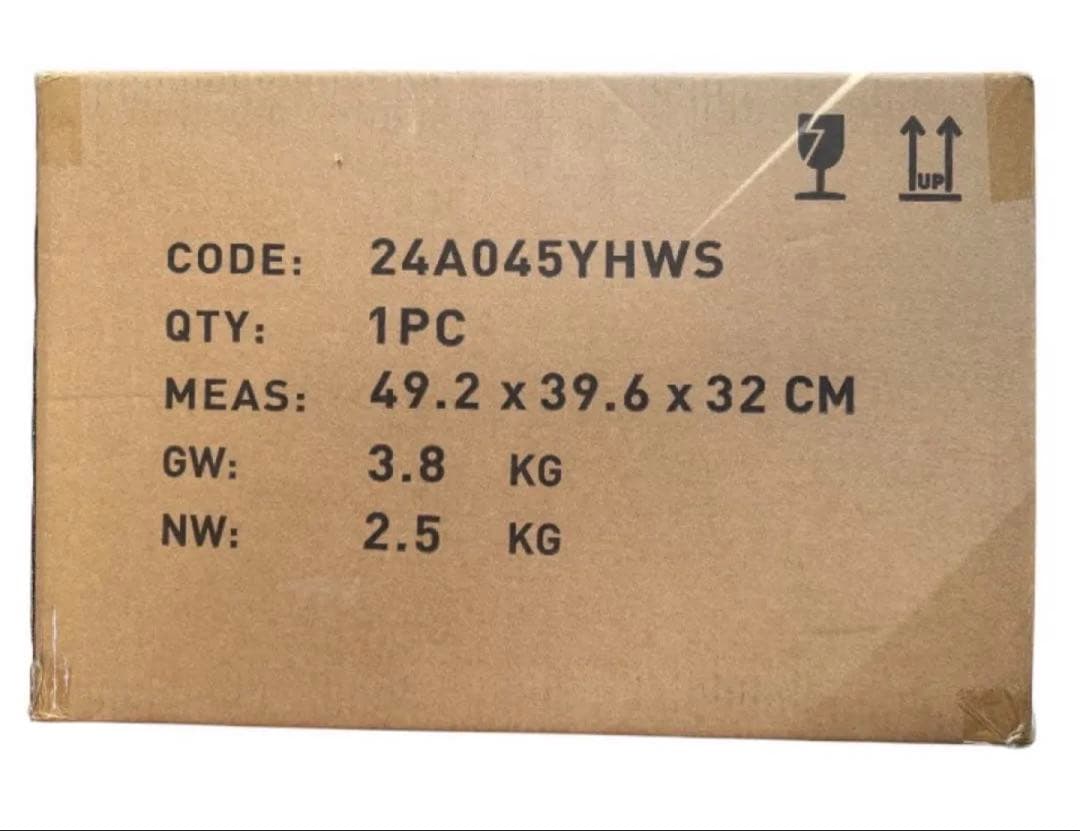 UP
CODE: 24A045YHWS
QTY: 1PC
MEAS: 49.2 x 39.6 x 32 CM
GW: 3.8 KG
NW: 2.5 KG